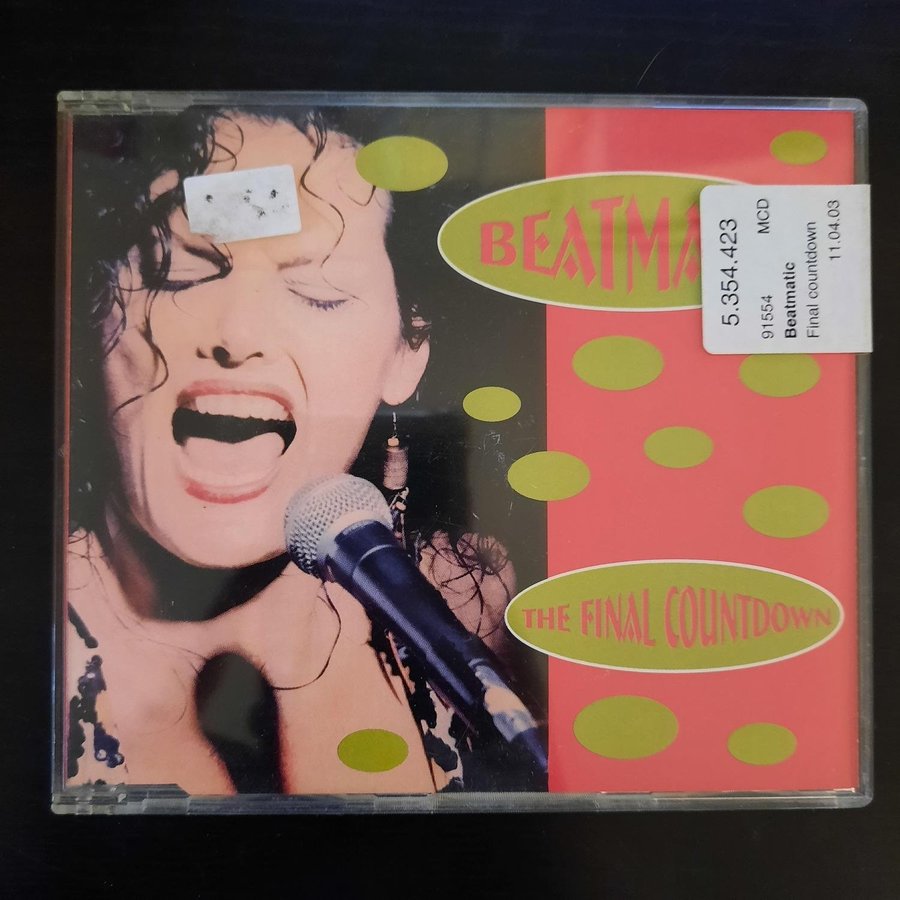 BEATMA
5.354.423
91554 MCD
Beatmatic
Final countdown
11.04.03
THE FINAL COUNTDOWN